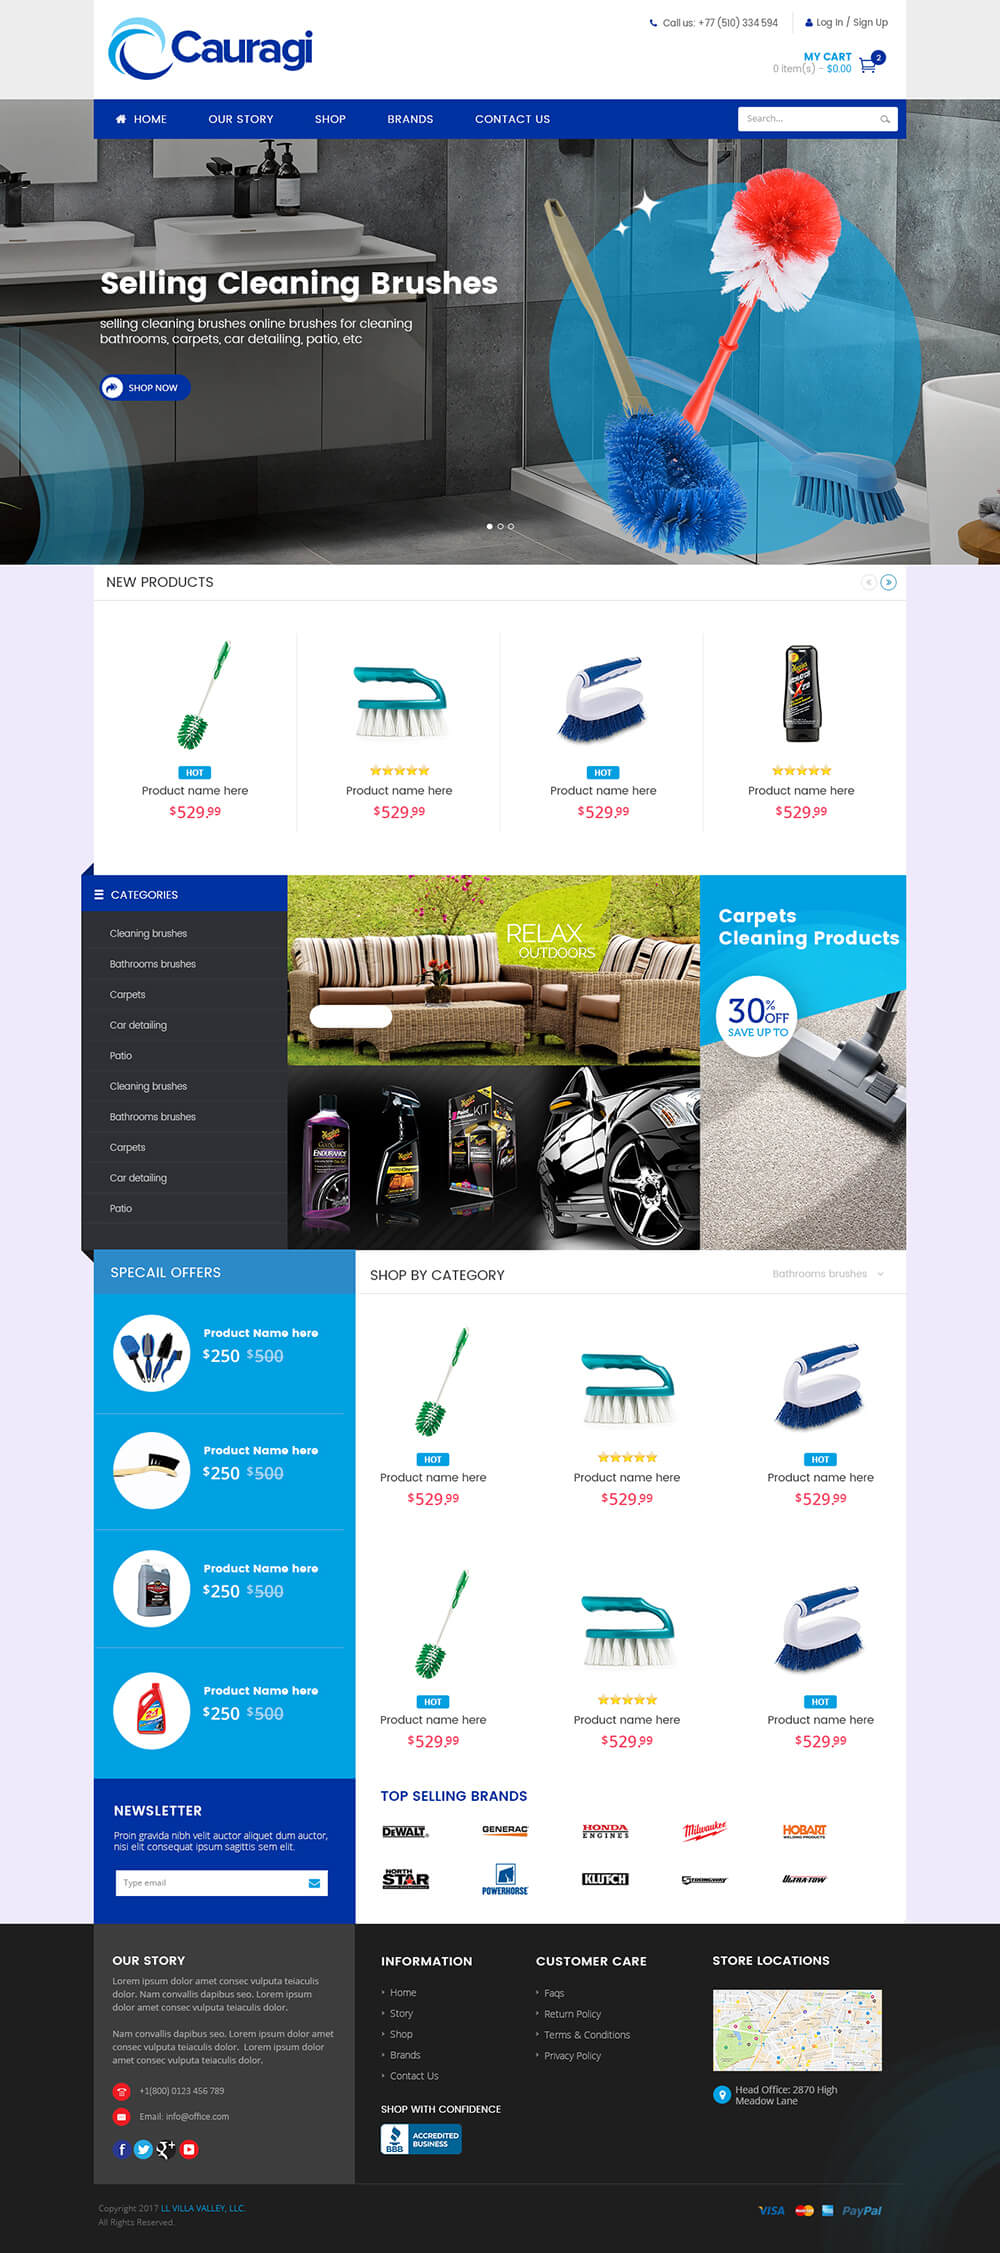 Cauragi
Call us: +77 (510) 334 594
Log In / Sign Up
MY CART
0 item(s) – $0.00
2
HOME
OUR STORY
SHOP
BRANDS
CONTACT US
Search...
Selling Cleaning Brushes
selling cleaning brushes online brushes for cleaning
bathrooms, carpets, car detailing, patio, etc
SHOP NOW
NEW PRODUCTS
HOT
Product name here
$529.99
Product name here
$529.99
HOT
Product name here
$529.99
Product name here
$529.99
CATEGORIES
Cleaning brushes
Bathrooms brushes
Carpets
Car detailing
Patio
Cleaning brushes
Bathrooms brushes
Carpets
Car detailing
Patio
RELAX
OUTDOORS
ENDURANCE
KIT
Carpets
Cleaning Products
30% OFF
SAVE UP TO
SPECAIL OFFERS
Product Name here
$250 $500
Product Name here
$250 $500
Product Name here
$250 $500
Product Name here
$250 $500
SHOP BY CATEGORY
Bathrooms brushes
HOT
Product name here
$529.99
Product name here
$529.99
HOT
Product name here
$529.99
HOT
Product name here
$529.99
Product name here
$529.99
HOT
Product name here
$529.99
NEWSLETTER
Proin gravida nibh velit auctor aliquet dum auctor,
nisi elit consequat ipsum sagittis sem elit.
Type email
TOP SELLING BRANDS
DEWALT
GENERAC
HONDA
ENGINES
Milwaukee
HOBART
WELDING PRODUCTS
NORTH
STAR
POWERHORSE
KLUTCH
STRONGWAY
ULTRA-TOW
OUR STORY
Lorem ipsum dolor amet consec vulputa teiaculis
dolor. Nam convallis dapibus seo. Lorem ipsum
dolor amet consec vulputa teiaculis dolor.
Nam convallis dapibus seo. Lorem ipsum dolor amet
consec vulputa teiaculis dolor. Lorem ipsum dolor
amet consec vulputa teiaculis dolor.
+1(800) 0123 456 789
Email: info@office.com
INFORMATION
Home
Story
Shop
Brands
Contact Us
SHOP WITH CONFIDENCE
BBB
ACCREDITED
BUSINESS
CUSTOMER CARE
Faqs
Return Policy
Terms & Conditions
Privacy Policy
STORE LOCATIONS
Head Office: 2870 High
Meadow Lane
Copyright 2017 LL VILLA VALLEY, LLC.
All Rights Reserved.
VISA
PayPal